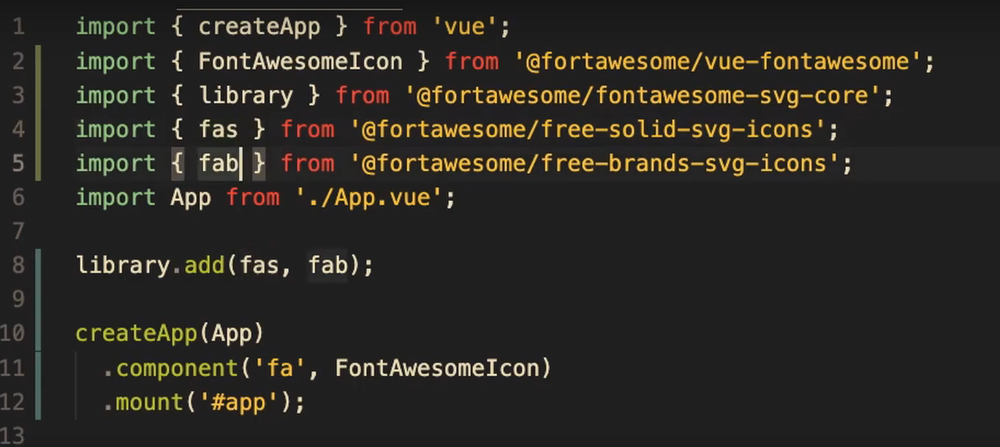 1 import { createApp } from 'vue';
2 import { FontAwesomeIcon } from '@fortawesome/vue-fontawesome';
3 import { library } from '@fortawesome/fontawesome-svg-core';
4 import { fas } from '@fortawesome/free-solid-svg-icons';
5 import { fab } from '@fortawesome/free-brands-svg-icons';
6 import App from './App.vue';
7
8 library.add(fas, fab);
9
10 createApp(App)
11   .component('fa', FontAwesomeIcon)
12   .mount('#app');
13